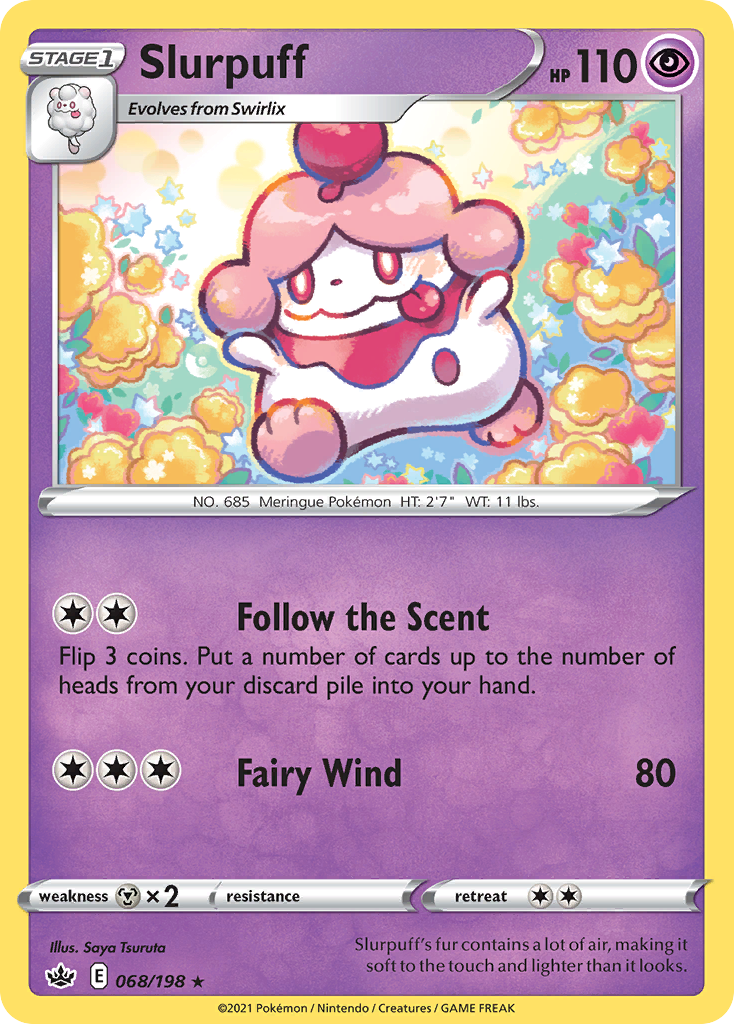 STAGE1
Slurpuff
HP 110
Evolves from Swirlix
NO. 685 Meringue Pokémon HT: 2'7" WT: 11 lbs.
Follow the Scent
Flip 3 coins. Put a number of cards up to the number of
heads from your discard pile into your hand.
Fairy Wind 80
weakness ×2 resistance retreat
Illus. Saya Tsuruta
Slurpuff's fur contains a lot of air, making it
soft to the touch and lighter than it looks.
E 068/198 ★
©2021 Pokémon / Nintendo / Creatures / GAME FREAK